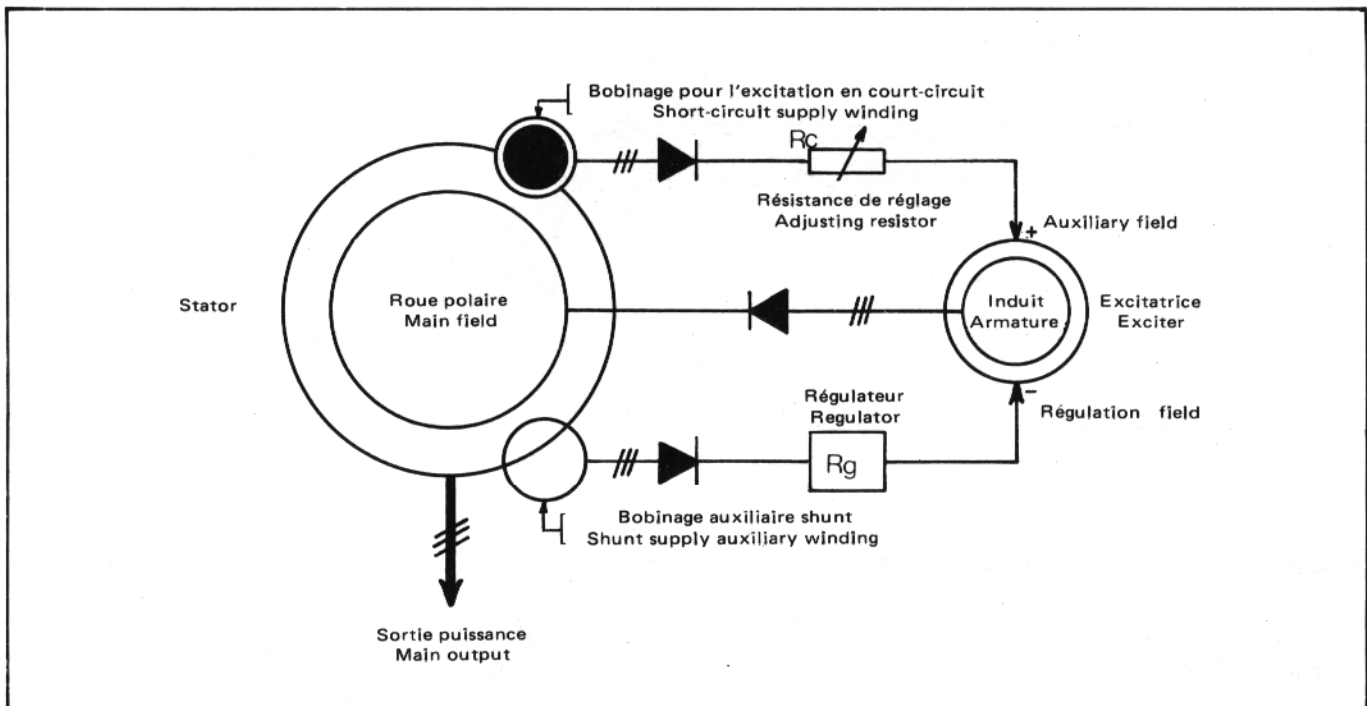 Bobinage pour l'excitation en court-circuit
Short-circuit supply winding
Rc
Résistance de réglage
Adjusting resistor
+
Auxiliary field
Stator
Roue polaire
Main field
Induit
Armature
Excitatrice
Exciter
Régulateur
Regulator
−
Régulation field
Rg
Bobinage auxiliaire shunt
Shunt supply auxiliary winding
Sortie puissance
Main output